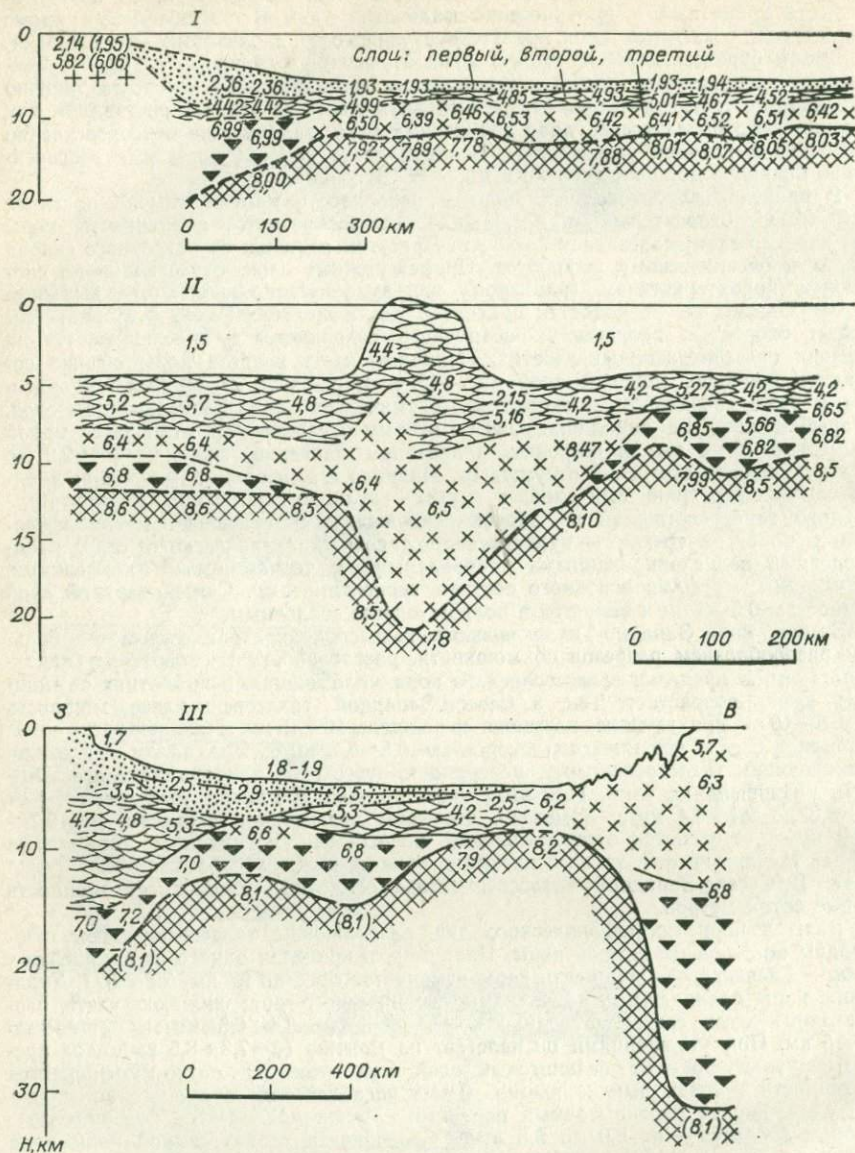 I
0
2,14 (1,95)
5,82 (6,06)
Слои: первый, второй, третий
2,36 2,36 1,93 1,93 1,93 1,94
4,42 4,42 4,99 4,85 4,93 5,01 4,67 4,52
10
6,99 6,99 6,50 6,39 6,46 6,53 6,42 6,41 6,52 6,51 6,42
7,92 7,89 7,78 7,88 8,01 8,07 8,05 8,03
8,00
20
0 150 300 км
II
0
1,5 1,5
4,4
5
5,2 5,7 4,8 4,8 2,15 4,2 4,2 5,27 4,2 4,2
5,16
6,4 6,4 8,47 6,85 5,66 6,65
10
6,8 6,8 6,4 6,82 6,82
8,6 8,6 8,5 6,5 7,99 8,5 8,5
8,10
15
20
8,5 7,8
0 100 200 км
З III В
0
1,7 5,7
1,8-1,9
2,5 2,9 2,5 2,5 6,2 6,3
3,5
4,7 4,8 5,3 5,3 4,2
6,6 6,8
10
7,0 7,9 8,2
8,1 6,8
7,0 7,2 (8,1)
(8,1)
20
0 200 400 км
30
(8,1)
Н, км